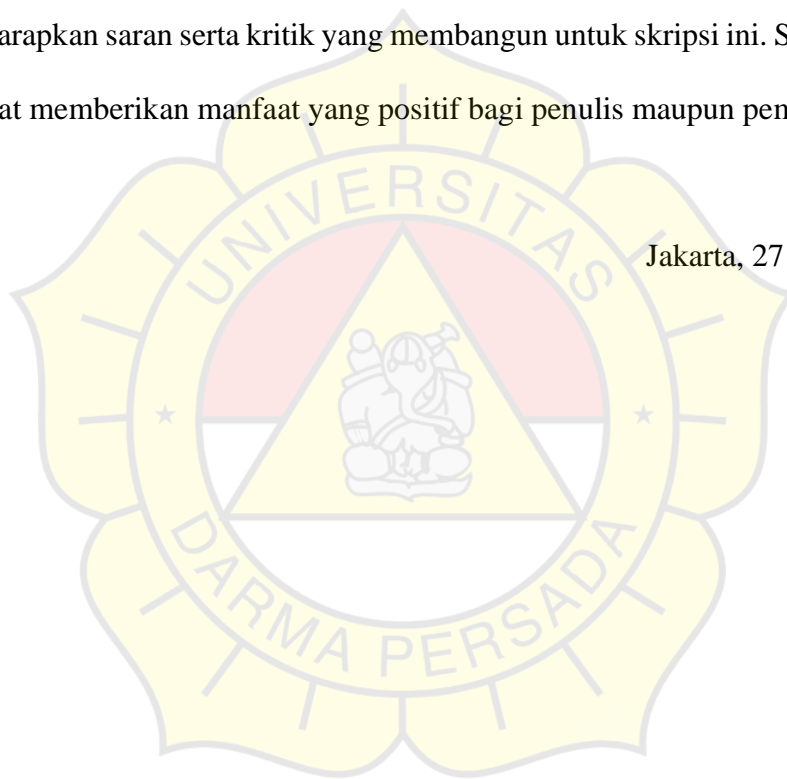 arapkan saran serta kritik yang membangun untuk skripsi ini. S
at memberikan manfaat yang positif bagi penulis maupun pem
Jakarta, 27
UNIVERSITAS
DARMA PERSADA